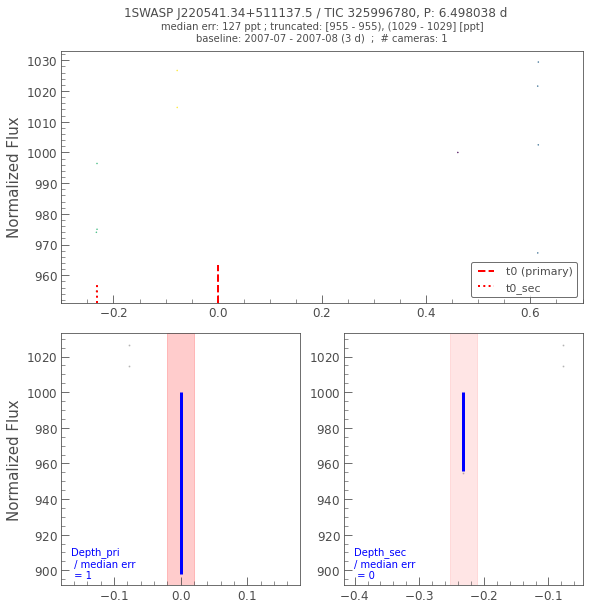 1SWASP J220541.34+511137.5 / TIC 325996780, P: 6.498038 d
median err: 127 ppt ; truncated: [955 - 955), (1029 - 1029] [ppt]
baseline: 2007-07 - 2007-08 (3 d) ; # cameras: 1
Normalized Flux
1030
1020
1010
1000
990
980
970
960
t0 (primary)
t0_sec
−0.2 0.0 0.2 0.4 0.6
Normalized Flux
1020
1000
980
960
940
920
900
Depth_pri
/ median err
= 1
−0.1 0.0 0.1
1020
1000
980
960
940
920
900
Depth_sec
/ median err
= 0
−0.4 −0.3 −0.2 −0.1